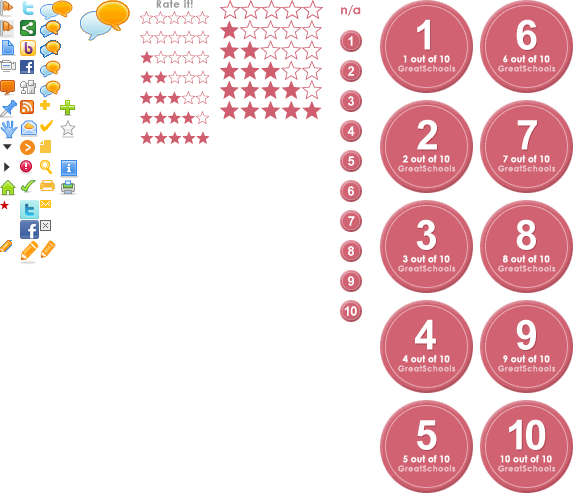 Rate it!
n/a
1
2
3
4
5
6
7
8
9
10
1
1 out of 10
GreatSchools
2
2 out of 10
GreatSchools
3
3 out of 10
GreatSchools
4
4 out of 10
GreatSchools
5
5 out of 10
GreatSchools
6
6 out of 10
GreatSchools
7
7 out of 10
GreatSchools
8
8 out of 10
GreatSchools
9
9 out of 10
GreatSchools
10
10 out of 10
GreatSchools